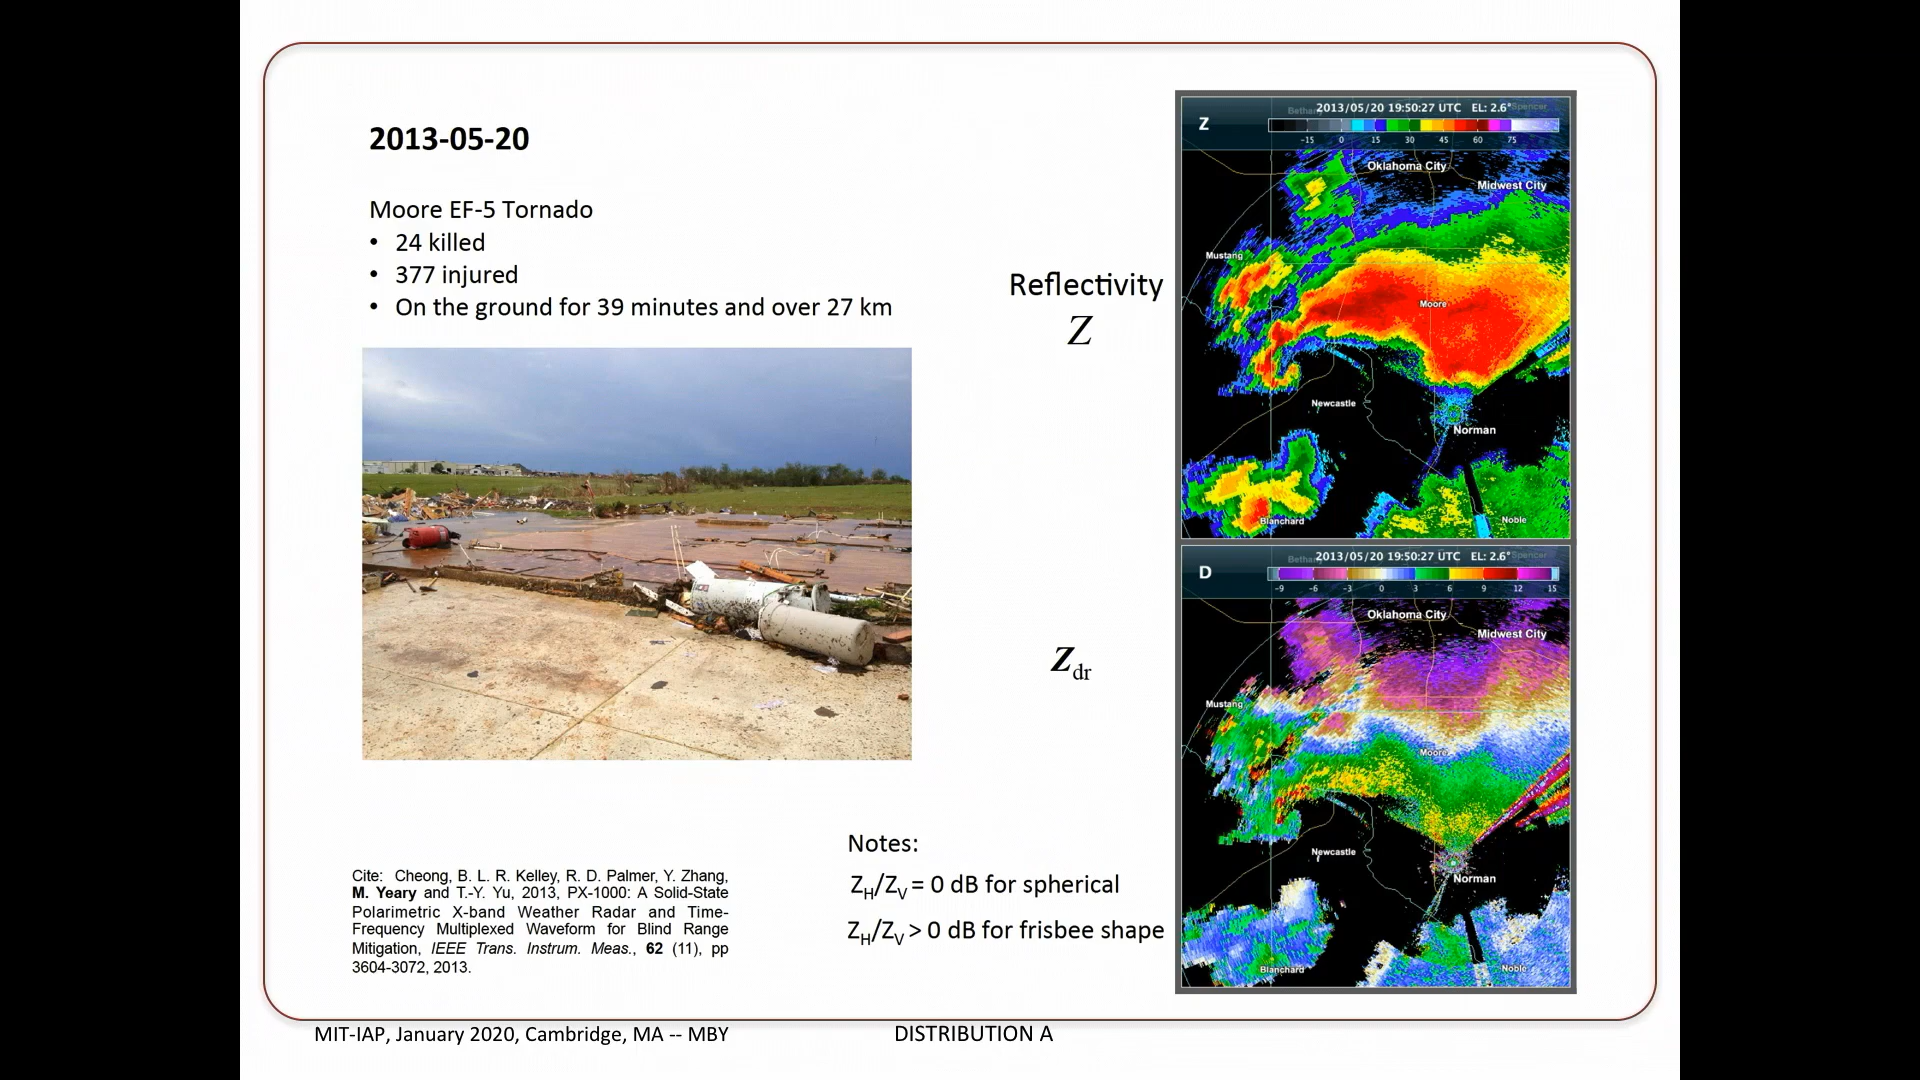 2013-05-20
Moore EF-5 Tornado
• 24 killed
• 377 injured
• On the ground for 39 minutes and over 27 km
Reflectivity
Z
Z
2013/05/20 19:50:27 UTC EL: 2.6°
Spencer
-15 0 15 30 45 60 75
Oklahoma City
Midwest City
Mustang
Moore
Newcastle
Norman
Blanchard
Noble
Zdr
D
2013/05/20 19:50:27 UTC EL: 2.6°
Spencer
-9 -6 -3 0 3 6 9 12 15
Oklahoma City
Midwest City
Mustang
Moore
Newcastle
Norman
Blanchard
Noble
Notes:
ZH/ZV = 0 dB for spherical
ZH/ZV > 0 dB for frisbee shape
Cite: Cheong, B. L. R. Kelley, R. D. Palmer, Y. Zhang,
M. Yeary and T.-Y. Yu, 2013, PX-1000: A Solid-State
Polarimetric X-band Weather Radar and Time-
Frequency Multiplexed Waveform for Blind Range
Mitigation, IEEE Trans. Instrum. Meas., 62 (11), pp
3604-3072, 2013.
MIT-IAP, January 2020, Cambridge, MA -- MBY
DISTRIBUTION A